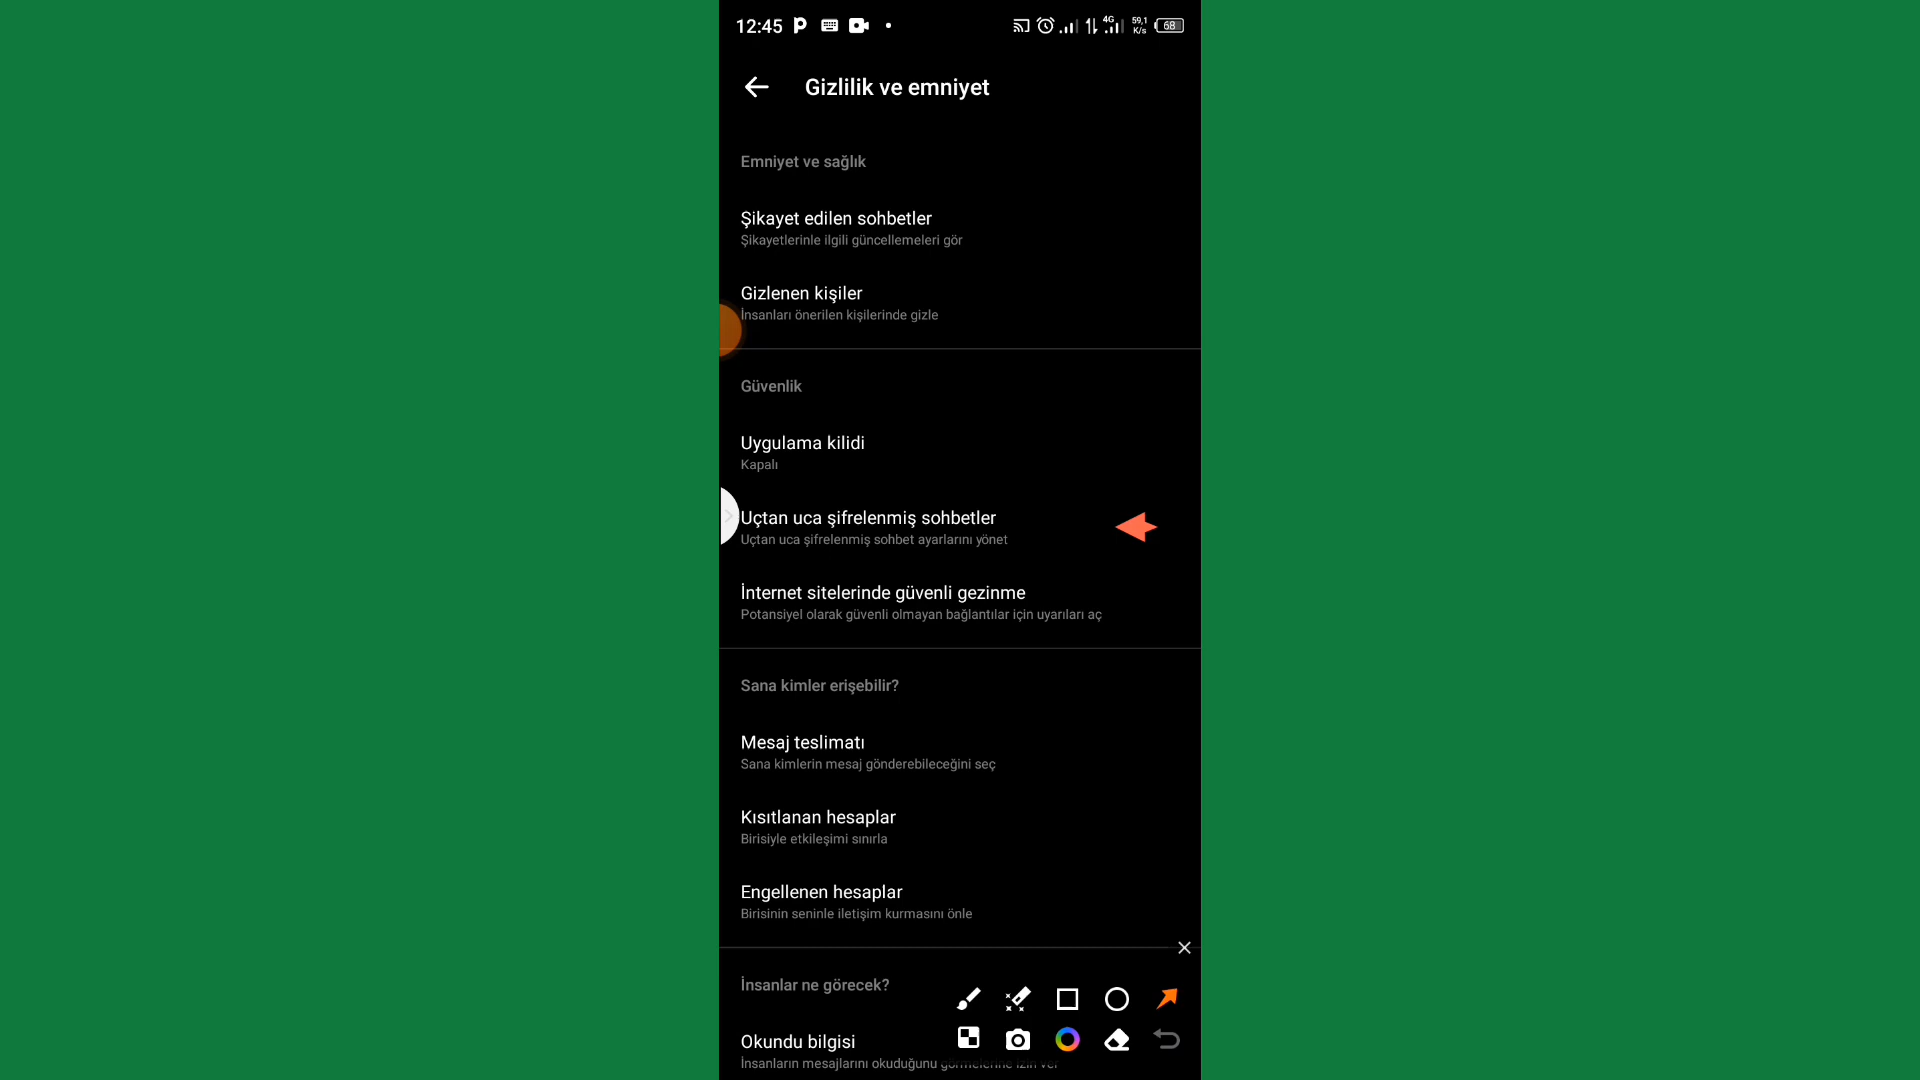 12:45
4G
59,1
K/s
68
Gizlilik ve emniyet
Emniyet ve sağlık
Şikayet edilen sohbetler
Şikayetlerinle ilgili güncellemeleri gör
Gizlenen kişiler
İnsanları önerilen kişilerinde gizle
Güvenlik
Uygulama kilidi
Kapalı
Uçtan uca şifrelenmiş sohbetler
Uçtan uca şifrelenmiş sohbet ayarlarını yönet
İnternet sitelerinde güvenli gezinme
Potansiyel olarak güvenli olmayan bağlantılar için uyarıları aç
Sana kimler erişebilir?
Mesaj teslimatı
Sana kimlerin mesaj gönderebileceğini seç
Kısıtlanan hesaplar
Birisiyle etkileşimi sınırla
Engellenen hesaplar
Birisinin seninle iletişim kurmasını önle
İnsanlar ne görecek?
Okundu bilgisi
İnsanların mesajlarını okuduğunu görmelerine izin ver